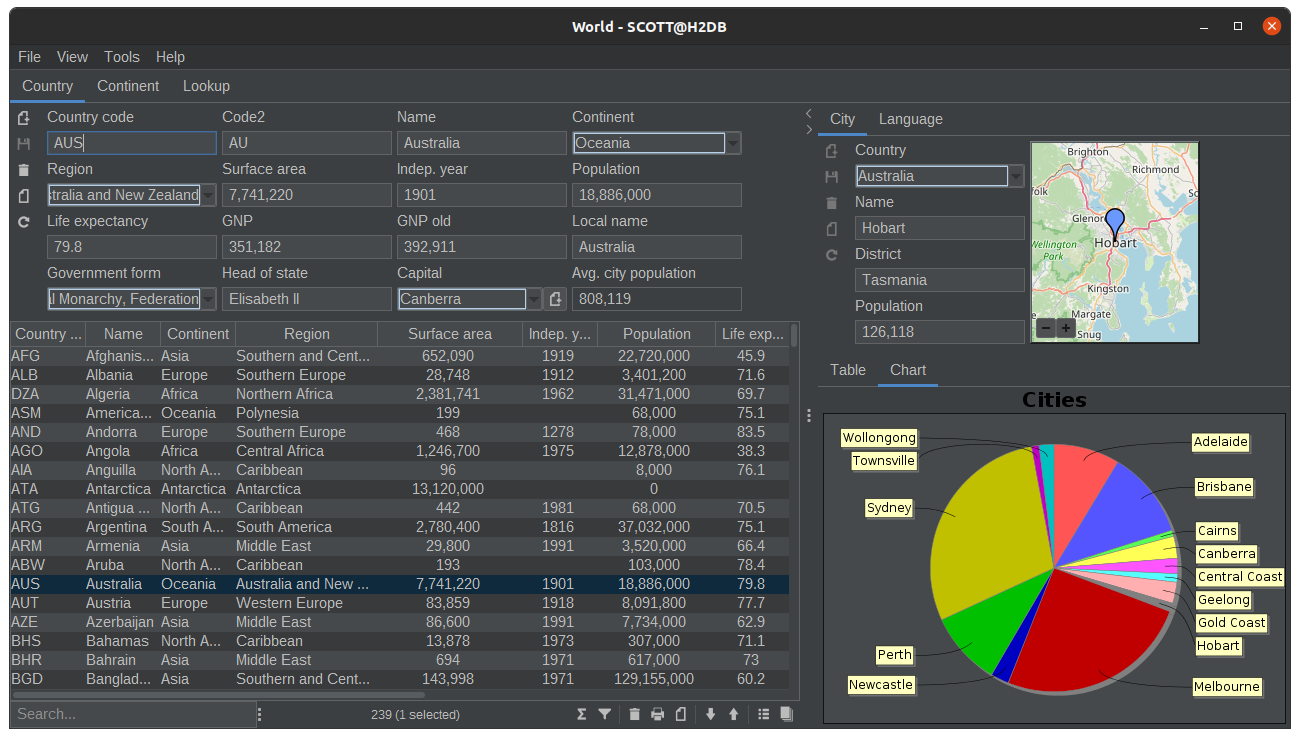 World - SCOTT@H2DB
File View Tools Help
Country Continent Lookup
Country code Code2 Name Continent
AUS AU Australia Oceania
Region Surface area Indep. year Population
stralia and New Zealand 7,741,220 1901 18,886,000
Life expectancy GNP GNP old Local name
79.8 351,182 392,911 Australia
Government form Head of state Capital Avg. city population
l Monarchy, Federation Elisabeth ll Canberra 808,119
Country ... Name Continent Region Surface area Indep. y... Population Life exp...
AFG Afghanis... Asia Southern and Cent... 652,090 1919 22,720,000 45.9
ALB Albania Europe Southern Europe 28,748 1912 3,401,200 71.6
DZA Algeria Africa Northern Africa 2,381,741 1962 31,471,000 69.7
ASM America... Oceania Polynesia 199 68,000 75.1
AND Andorra Europe Southern Europe 468 1278 78,000 83.5
AGO Angola Africa Central Africa 1,246,700 1975 12,878,000 38.3
AIA Anguilla North A... Caribbean 96 8,000 76.1
ATA Antarctica Antarctica Antarctica 13,120,000 0
ATG Antigua ... North A... Caribbean 442 1981 68,000 70.5
ARG Argentina South A... South America 2,780,400 1816 37,032,000 75.1
ARM Armenia Asia Middle East 29,800 1991 3,520,000 66.4
ABW Aruba North A... Caribbean 193 103,000 78.4
AUS Australia Oceania Australia and New ... 7,741,220 1901 18,886,000 79.8
AUT Austria Europe Western Europe 83,859 1918 8,091,800 77.7
AZE Azerbaijan Asia Middle East 86,600 1991 7,734,000 62.9
BHS Bahamas North A... Caribbean 13,878 1973 307,000 71.1
BHR Bahrain Asia Middle East 694 1971 617,000 73
BGD Banglad... Asia Southern and Cent... 143,998 1971 129,155,000 60.2
Search... 239 (1 selected)
City Language
Country
Australia
Name
Hobart
District
Tasmania
Population
126,118
Brighton
Richmond
folk
Sc
Glenor
Hobart
Wellington
Park
Kingston
Margate
Snug
Table Chart
Cities
Wollongong
Townsville
Sydney
Perth
Newcastle
Adelaide
Brisbane
Cairns
Canberra
Central Coast
Geelong
Gold Coast
Hobart
Melbourne